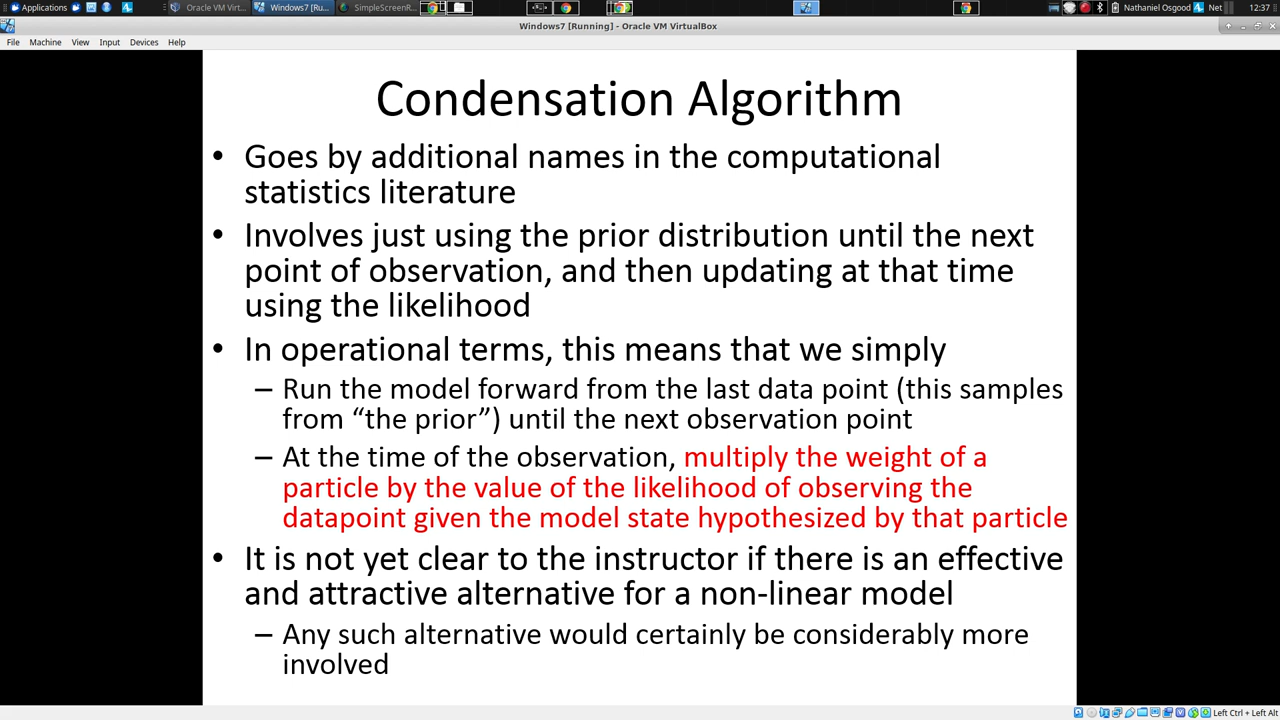 Applications
Oracle VM Virt...
Windows7 [Ru...
SimpleScreenR...
Nathaniel Osgood
Net
12:37
Windows7 [Running] - Oracle VM VirtualBox
File Machine View Input Devices Help
Condensation Algorithm
• Goes by additional names in the computational
statistics literature
• Involves just using the prior distribution until the next
point of observation, and then updating at that time
using the likelihood
• In operational terms, this means that we simply
– Run the model forward from the last data point (this samples
from “the prior”) until the next observation point
– At the time of the observation, multiply the weight of a
particle by the value of the likelihood of observing the
datapoint given the model state hypothesized by that particle
• It is not yet clear to the instructor if there is an effective
and attractive alternative for a non-linear model
– Any such alternative would certainly be considerably more
involved
Left Ctrl + Left Alt